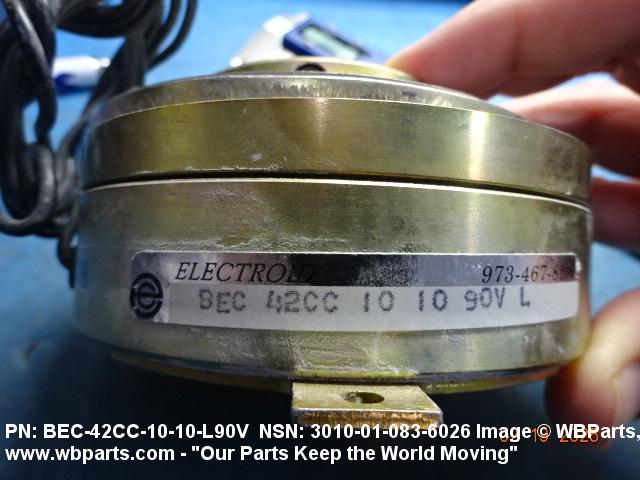 ELECTROID 973-467-8
BEC 42CC 10 10 90V L
PN: BEC-42CC-10-10-L90V NSN: 3010-01-083-6026 Image © WBParts,
www.wbparts.com - "Our Parts Keep the World Moving"